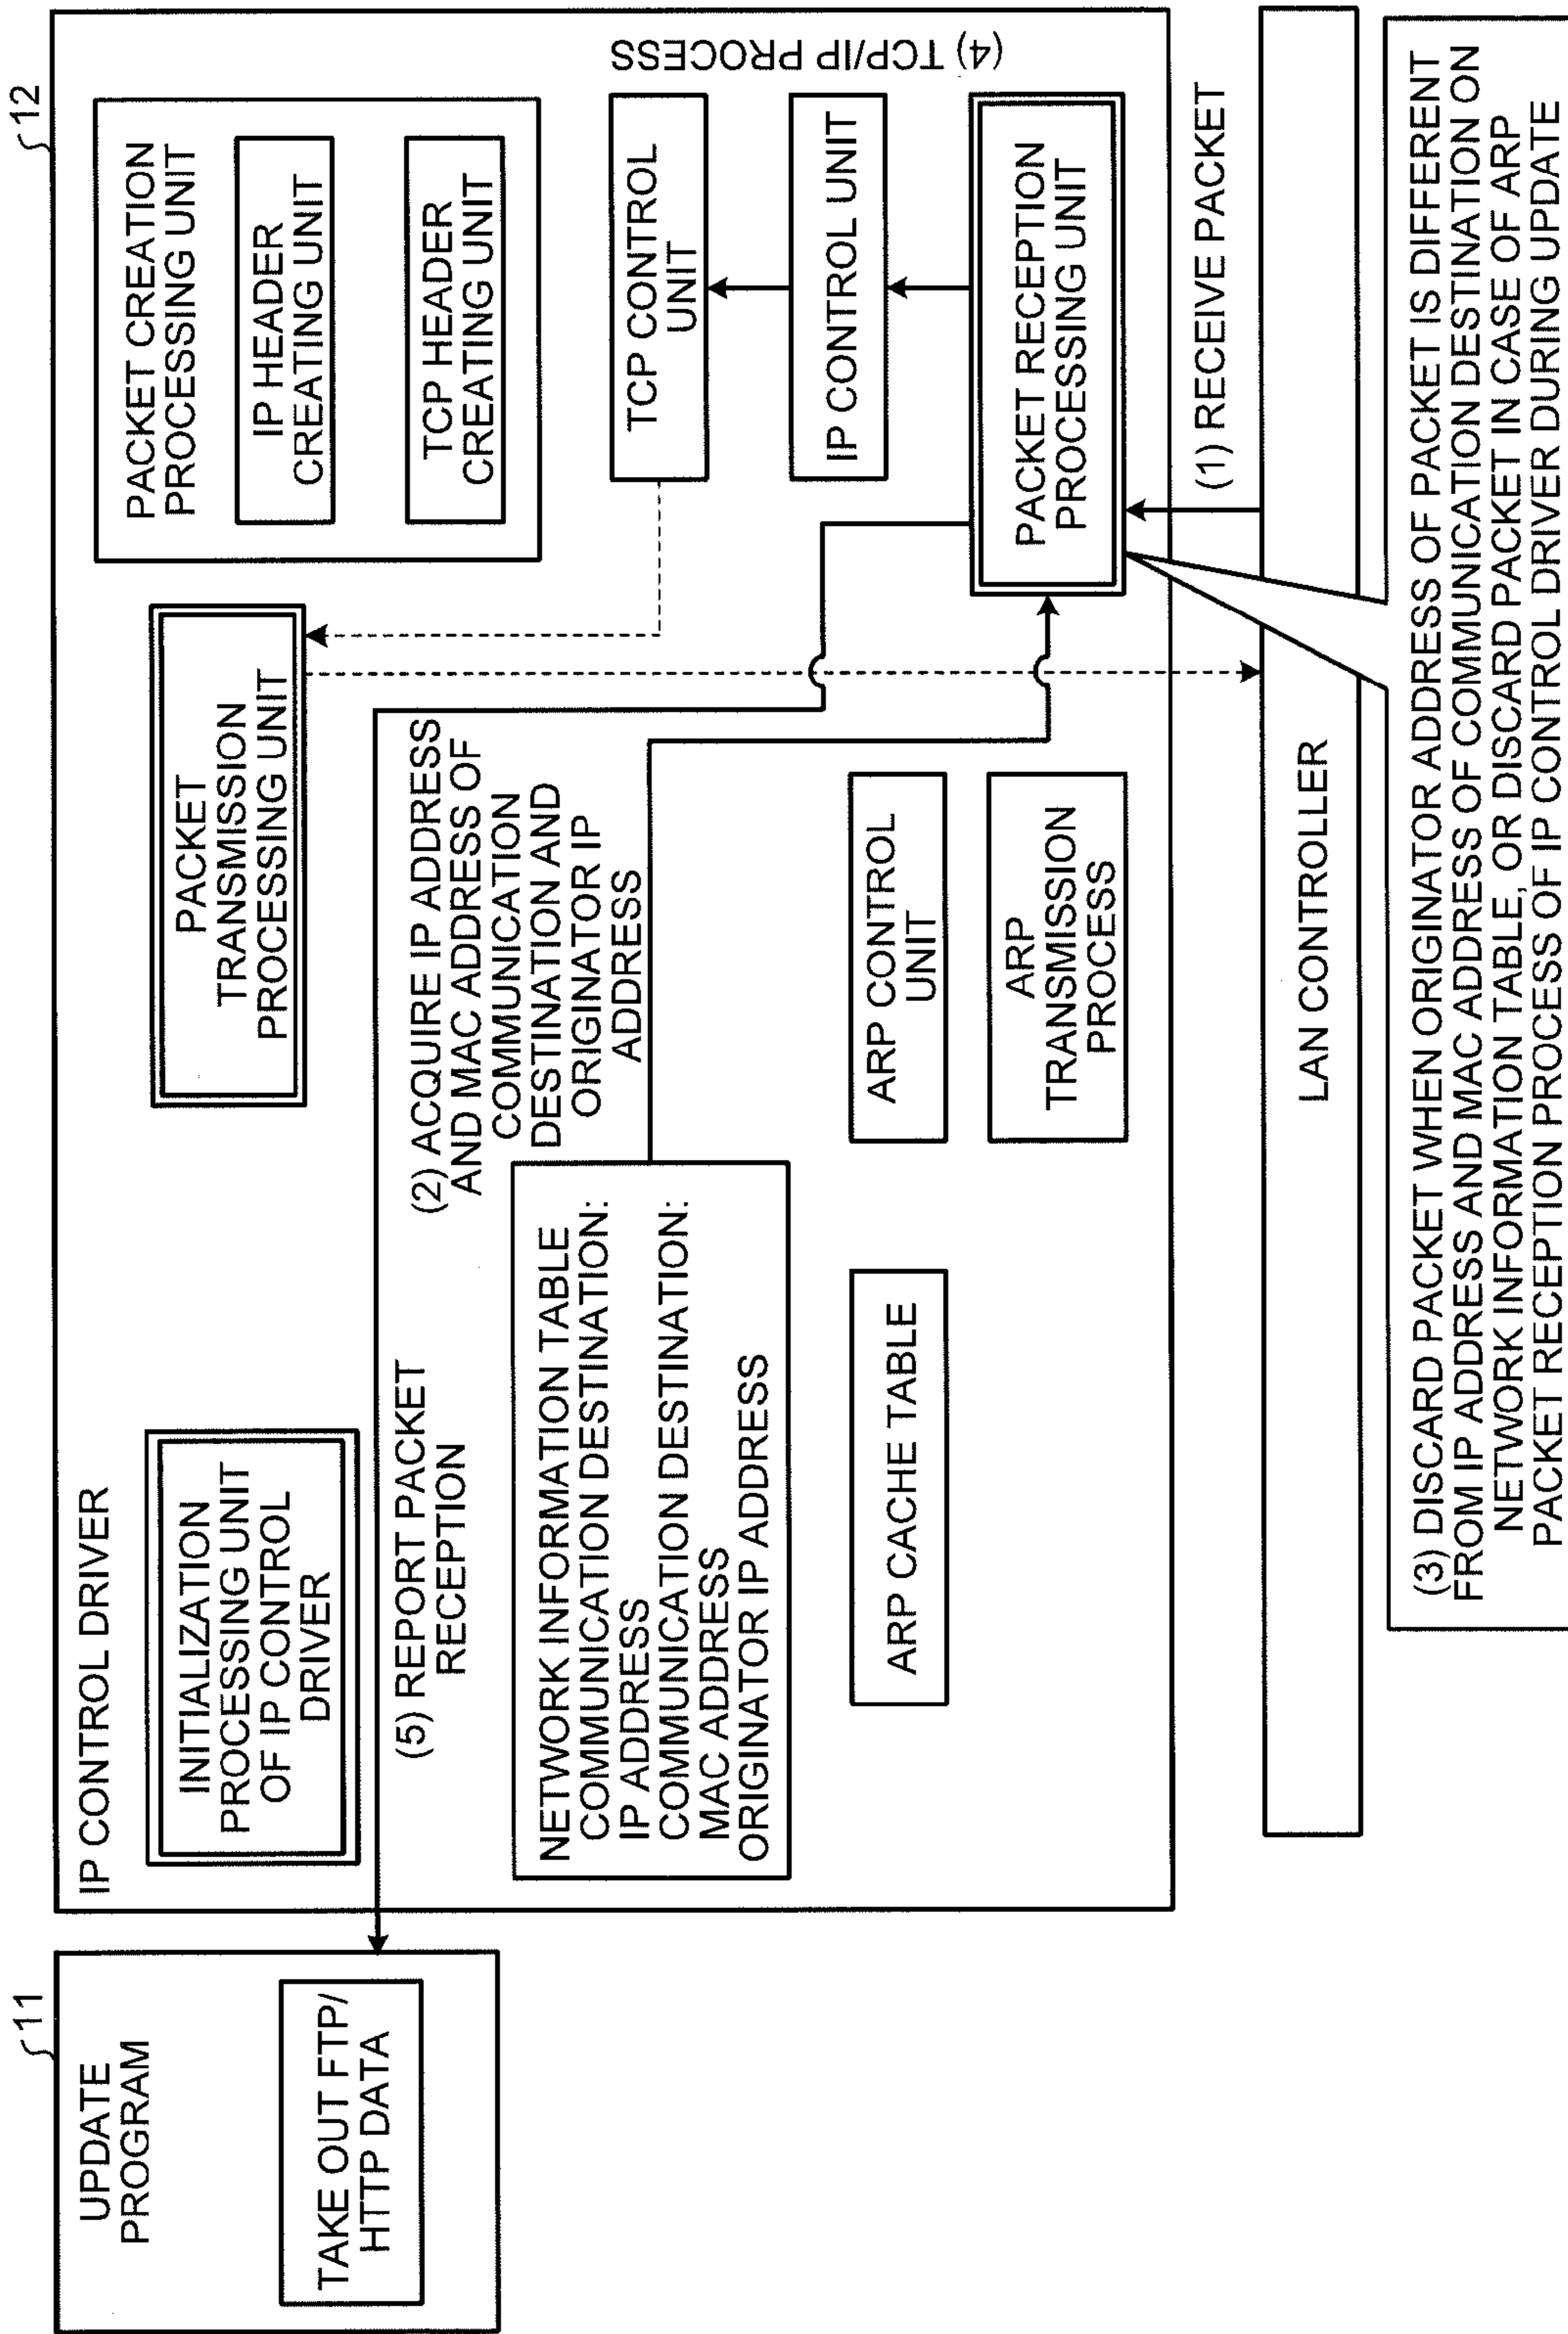 11
UPDATE
PROGRAM
TAKE OUT FTP/
HTTP DATA
12
IP CONTROL DRIVER
INITIALIZATION
PROCESSING UNIT
OF IP CONTROL
DRIVER
PACKET
TRANSMISSION
PROCESSING UNIT
PACKET CREATION
PROCESSING UNIT
IP HEADER
CREATING UNIT
TCP HEADER
CREATING UNIT
(5) REPORT PACKET
RECEPTION
(2) ACQUIRE IP ADDRESS
AND MAC ADDRESS OF
COMMUNICATION
DESTINATION AND
ORIGINATOR IP
ADDRESS
NETWORK INFORMATION TABLE
COMMUNICATION DESTINATION:
IP ADDRESS
COMMUNICATION DESTINATION:
MAC ADDRESS
ORIGINATOR IP ADDRESS
TCP CONTROL
UNIT
IP CONTROL UNIT
(4) TCP/IP PROCESS
ARP CACHE TABLE
ARP CONTROL
UNIT
ARP
TRANSMISSION
PROCESS
PACKET RECEPTION
PROCESSING UNIT
(1) RECEIVE PACKET
LAN CONTROLLER
(3) DISCARD PACKET WHEN ORIGINATOR ADDRESS OF PACKET IS DIFFERENT
FROM IP ADDRESS AND MAC ADDRESS OF COMMUNICATION DESTINATION ON
NETWORK INFORMATION TABLE, OR DISCARD PACKET IN CASE OF ARP
PACKET RECEPTION PROCESS OF IP CONTROL DRIVER DURING UPDATE